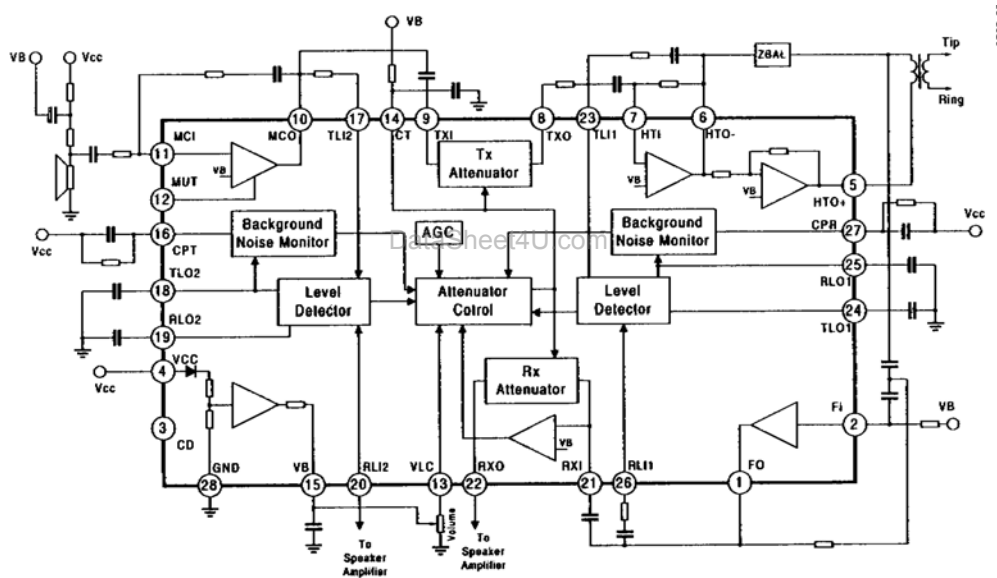 VB
Vcc
VB
ZBAL
Tip
Ring
10
17
14
9
8
23
7
6
MCI
MCO
TLI2
CT
TXI
TXO
TLI1
HTI
HTO-
11
MUT
VB
Tx
Attenuator
VB
VB
5
HTO+
12
16
Vcc
CPT
Background
Noise Monitor
AGC
DataSheet4U.com
Background
Noise Monitor
CPR
27
Vcc
TLO2
18
Level
Detector
Attenuator
Cotrol
Level
Detector
25
RLO1
RLO2
19
24
TLO1
VCC
4
Vcc
Rx
Attenuator
3
CD
VB
Fi
2
VB
GND
VB
RLI2
VLC
RXO
RXI
RLI1
FO
28
15
20
13
22
21
26
1
Volume
To
Speaker
Amplifier
To
Speaker
Amplifier